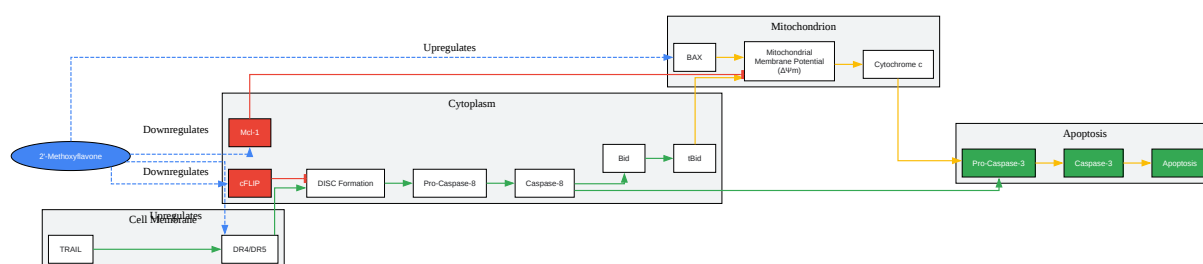 Mitochondrion
Upregulates
BAX
Mitochondrial
Membrane Potential
(ΔΨm)
Cytochrome c
Cytoplasm
Downregulates
Mcl-1
Apoptosis
2'-Methoxyflavone
Bid
tBid
Pro-Caspase-3
Caspase-3
Apoptosis
Downregulates
cFLIP
DISC Formation
Pro-Caspase-8
Caspase-8
Upregulates
Cell Membrane
TRAIL
DR4/DR5